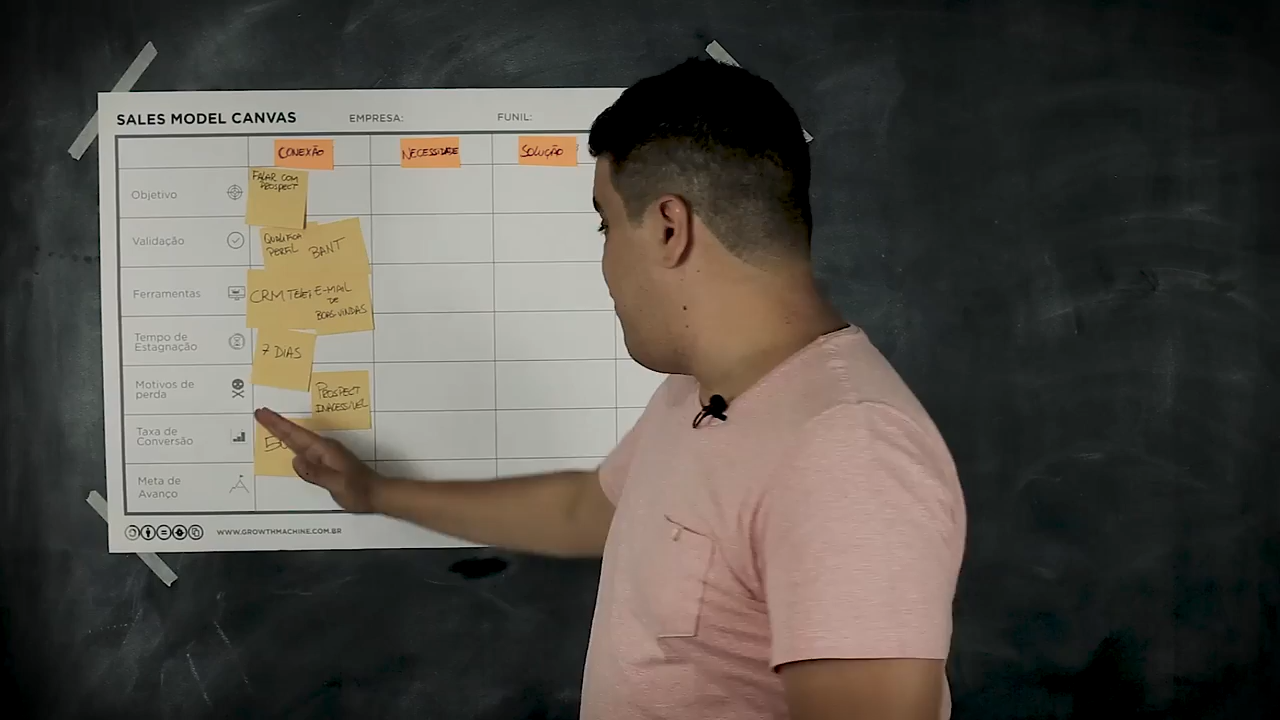 SALES MODEL CANVAS
EMPRESA:
FUNIL:
CONEXÃO
NECESSIDADE
SOLUÇÃO
Objetivo
FALAR COM
PROSPECT
Validação
QUALIFICA
PERFIL
BANT
Ferramentas
CRM
E-MAIL
DE
BOAS-VINDAS
Tempo de
Estagnação
7 DIAS
Motivos de
perda
PROSPECT
INACESSÍVEL
Taxa de
Conversão
Meta de
Avanço
WWW.GROWTHMACHINE.COM.BR